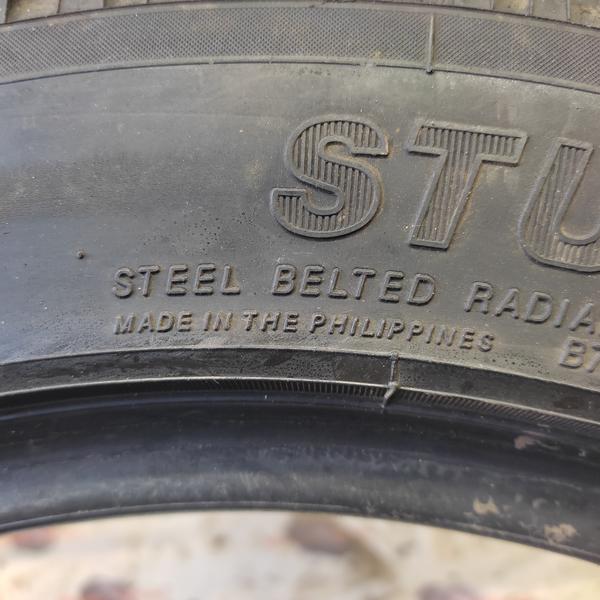 STU
STEEL BELTED RADIA
MADE IN THE PHILIPPINES B7